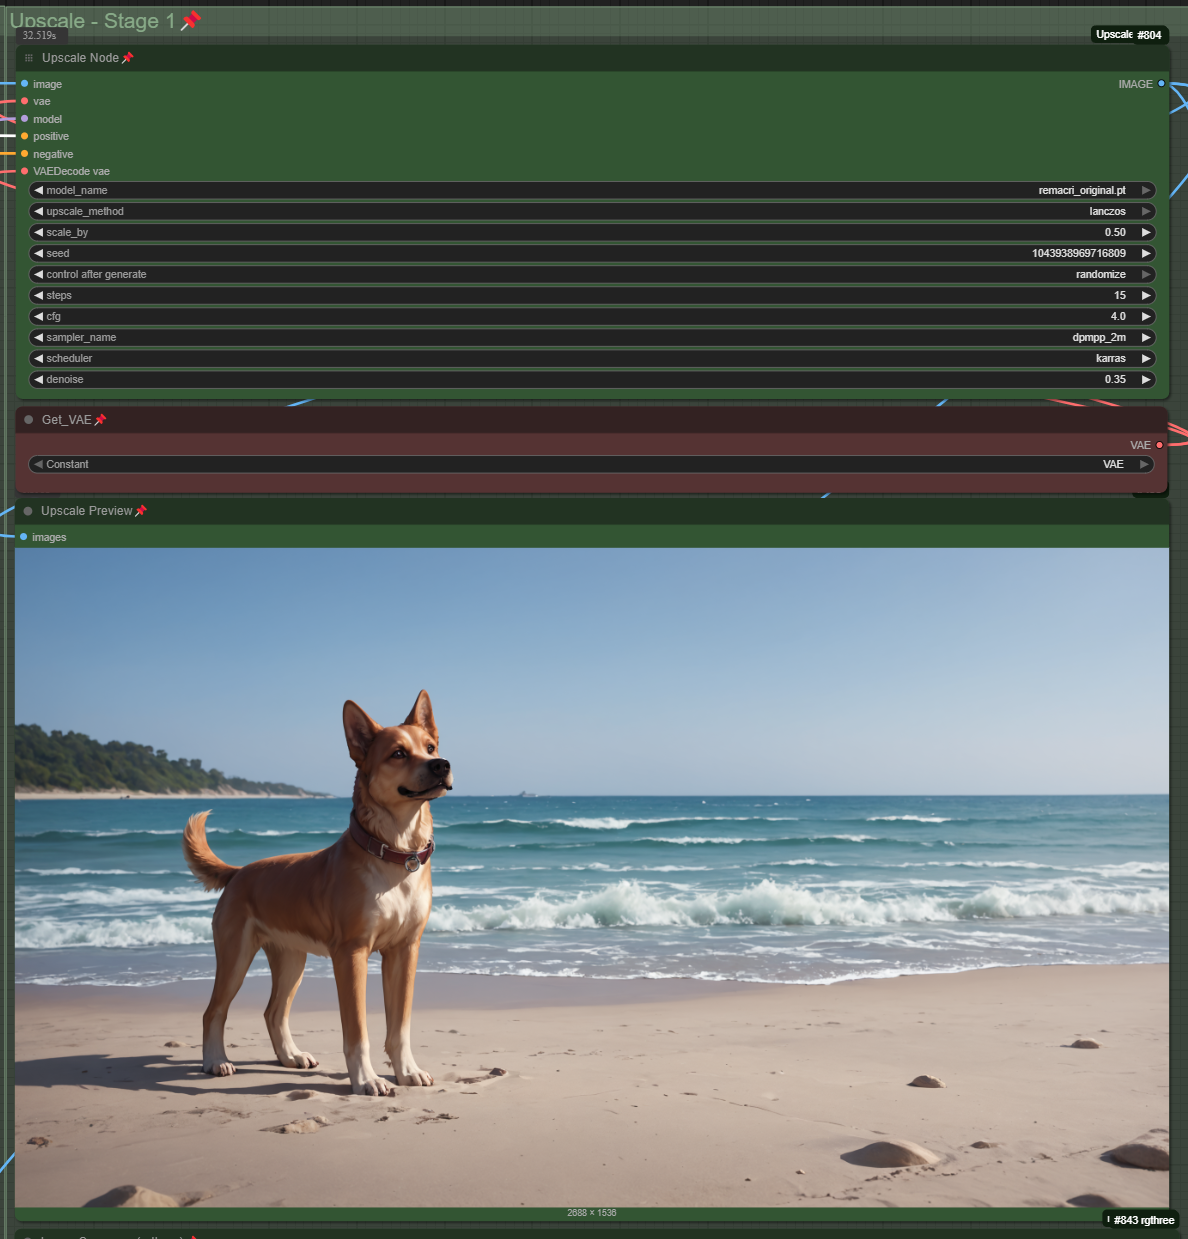 Upscale - Stage 1
32.519s
Upscale #804
Upscale Node
image IMAGE
vae
model
positive
negative
VAEDecode vae
model_name remacri_original.pt
upscale_method lanczos
scale_by 0.50
seed 1043938969716809
control after generate randomize
steps 15
cfg 4.0
sampler_name dpmpp_2m
scheduler karras
denoise 0.35
Get_VAE
VAE
Constant VAE
Upscale Preview
images
2688 × 1536
#843 rgthree